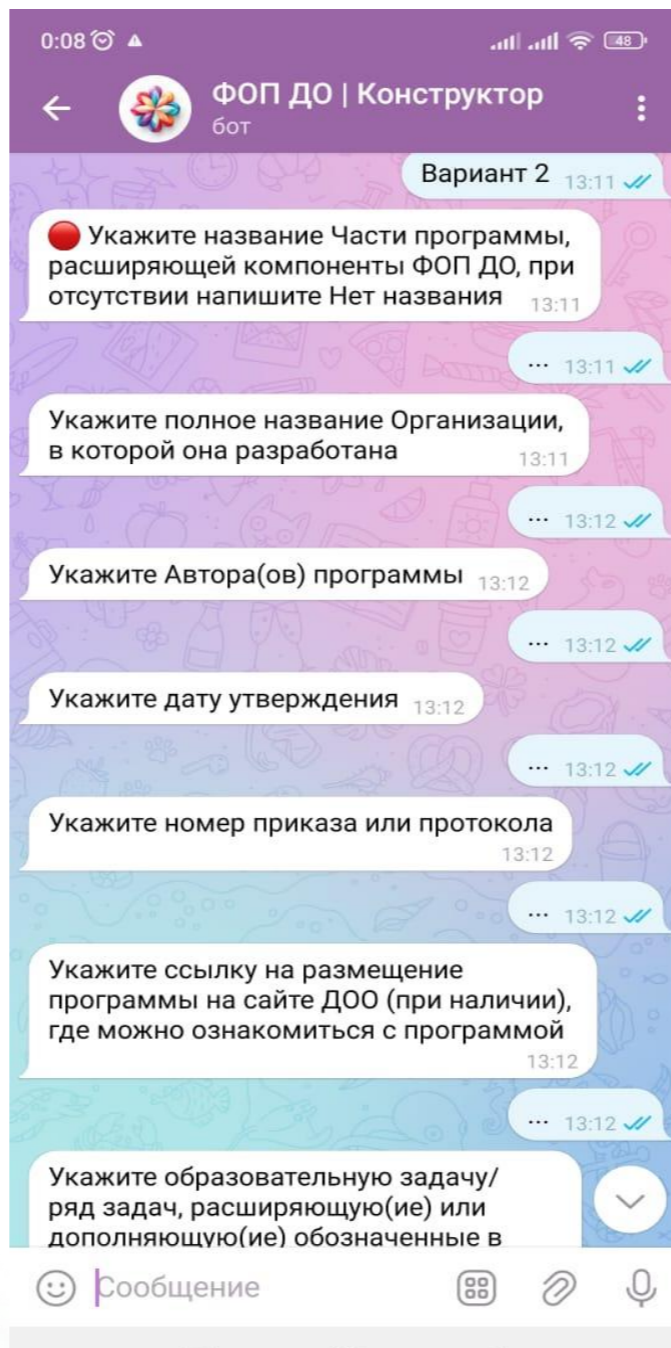 0:08
48
ФОП ДО | Конструктор
бот
Вариант 2 13:11
Укажите название Части программы,
расширяющей компоненты ФОП ДО, при
отсутствии напишите Нет названия 13:11
... 13:11
Укажите полное название Организации,
в которой она разработана 13:11
... 13:12
Укажите Автора(ов) программы 13:12
... 13:12
Укажите дату утверждения 13:12
... 13:12
Укажите номер приказа или протокола
13:12
... 13:12
Укажите ссылку на размещение
программы на сайте ДОО (при наличии),
где можно ознакомиться с программой
13:12
... 13:12
Укажите образовательную задачу/
ряд задач, расширяющую(ие) или
дополняющую(ие) обозначенные в
Сообщение